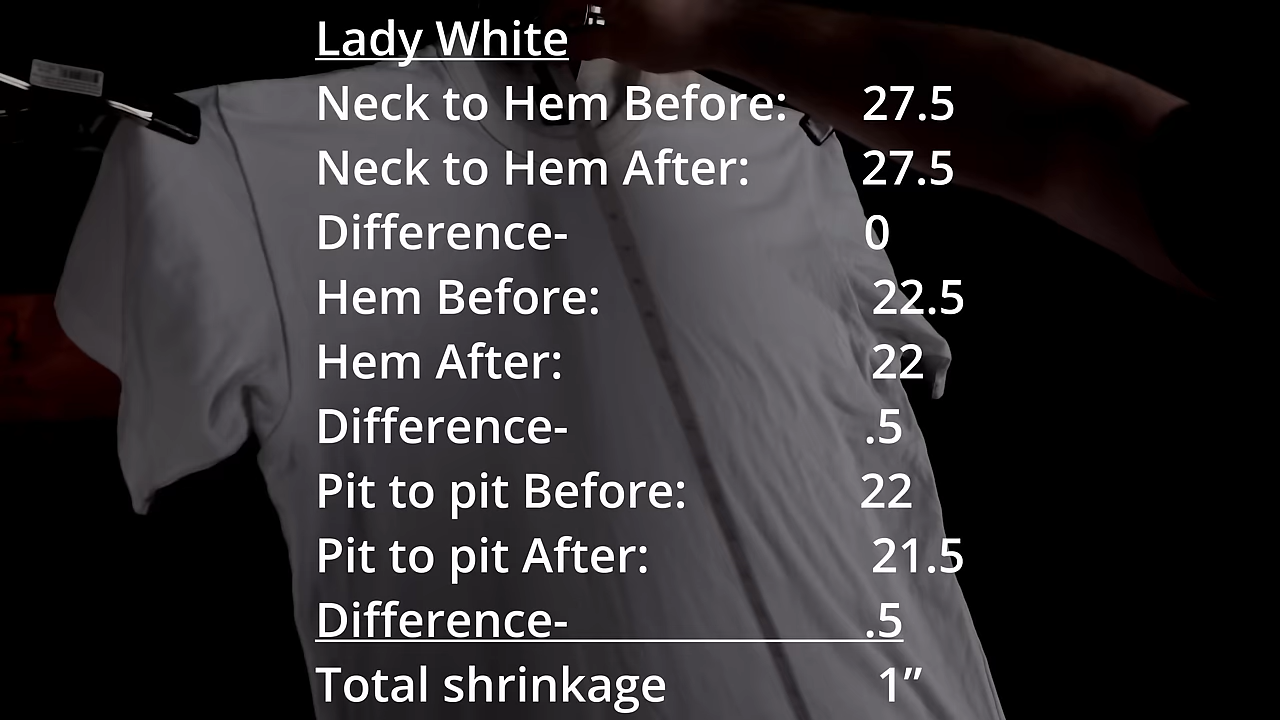 Lady White
Neck to Hem Before: 27.5
Neck to Hem After: 27.5
Difference- 0
Hem Before: 22.5
Hem After: 22
Difference- .5
Pit to pit Before: 22
Pit to pit After: 21.5
Difference- .5
Total shrinkage 1”